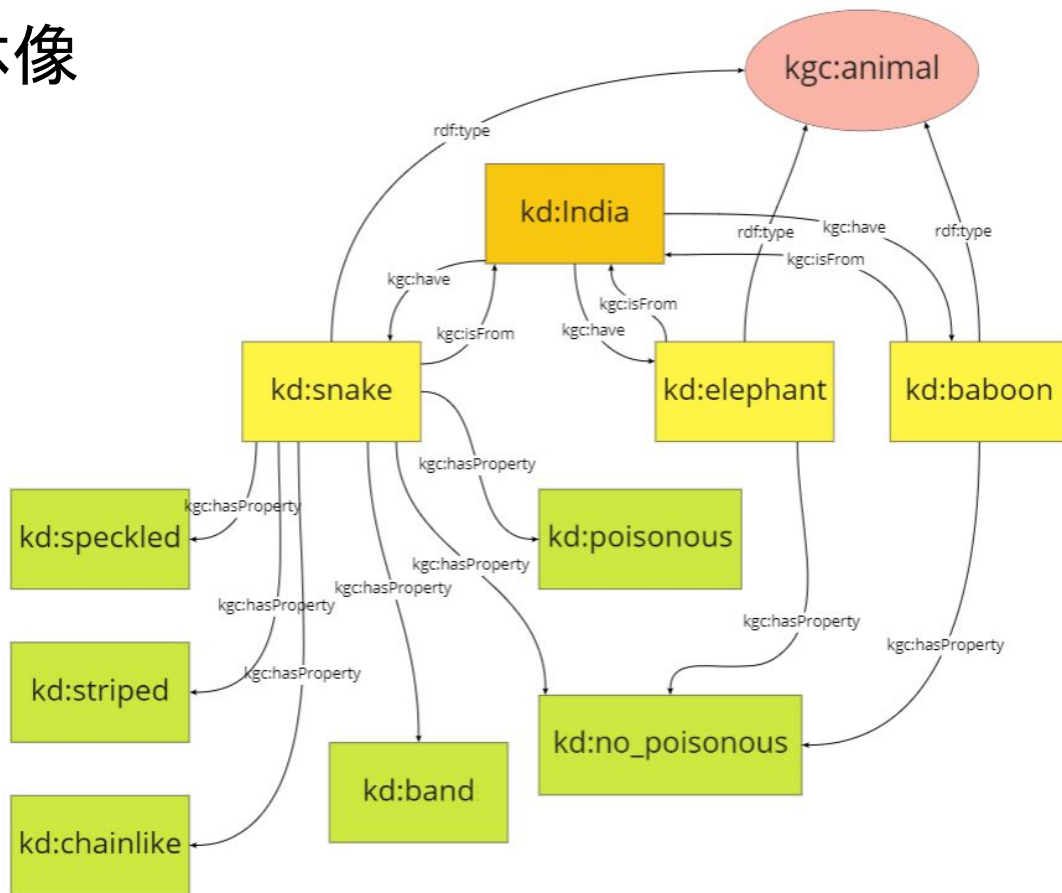 像
kgc:animal
rdf:type
kd:India
rdf:type
kgc:have
rdf:type
kgc:isFrom
kgc:have
kgc:isFrom
kgc:have
kgc:isFrom
kd:snake
kd:elephant
kd:baboon
kgc:hasProperty
kgc:hasProperty
kd:speckled
kd:poisonous
kgc:hasProperty
kgc:hasProperty
kgc:hasProperty
kgc:hasProperty
kgc:hasProperty
kgc:hasProperty
kd:striped
kd:no_poisonous
kd:band
kd:chainlike